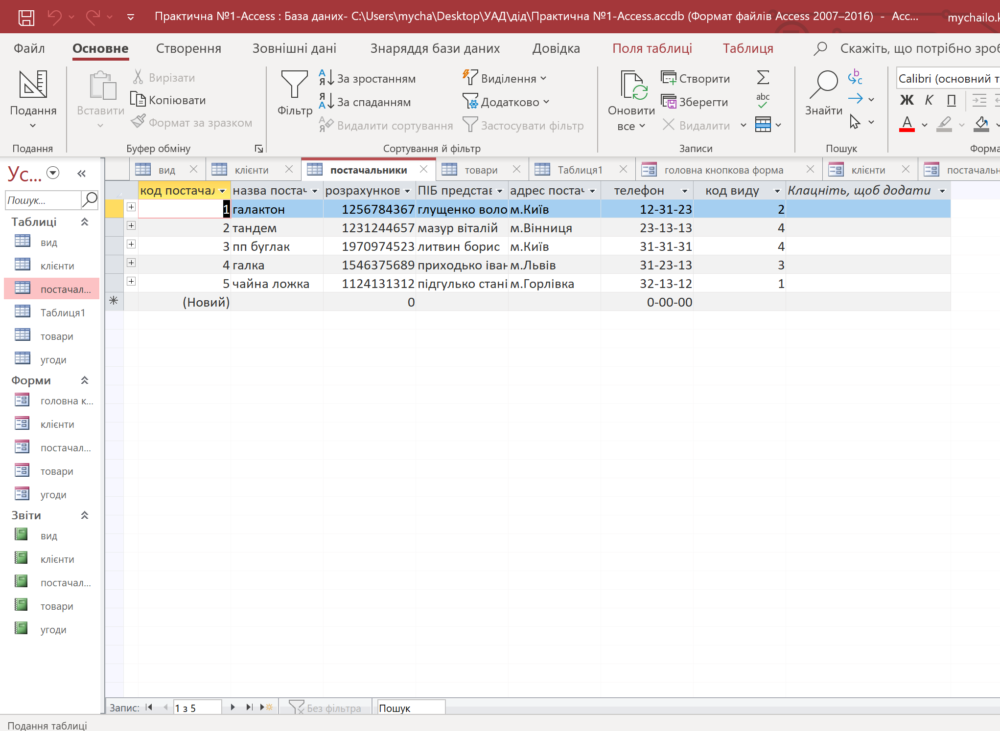 Практична №1-Access : База даних- C:\Users\mycha\Desktop\УАД\дід\Практична №1-Access.accdb (Формат файлів Access 2007–2016) - Acc... mychailo.k
Файл Основне Створення Зовнішні дані Знаряддя бази даних Довідка Поля таблиці Таблиця Скажіть, що потрібно зроб
Подання
Подання
Вставити
Вирізати
Копіювати
Формат за зразком
Буфер обміну
Фільтр
За зростанням
За спаданням
Видалити сортування
Виділення
Додатково
Застосувати фільтр
Сортування й фільтр
Оновити
все
Створити
Зберегти
Видалити
abc
Записи
Знайти
Пошук
Calibri (основний т
Ж К П
А
Форма
Ус...
Пошук...
Таблиці
вид
клієнти
постачал...
Таблиця1
товари
угоди
Форми
головна к...
клієнти
постачал...
товари
угоди
Звіти
вид
клієнти
постачал...
товари
угоди
вид клієнти постачальники товари Таблиця1 головна кнопкова форма клієнти постачальн
код постачал назва постач розрахунков ПІБ представ адрес постач телефон код виду Клацніть, щоб додати
1 галактон 1256784367 глущенко воло м.Київ 12-31-23 2
2 тандем 1231244657 мазур віталій м.Вінниця 23-13-13 4
3 пп буглак 1970974523 литвин борис м.Київ 31-31-31 4
4 галка 1546375689 приходько іван м.Львів 31-23-13 3
5 чайна ложка 1124131312 підгулько стані м.Горлівка 32-13-12 1
(Новий) 0 0-00-00
Запис: 1 з 5 Без фільтра Пошук
Подання таблиці